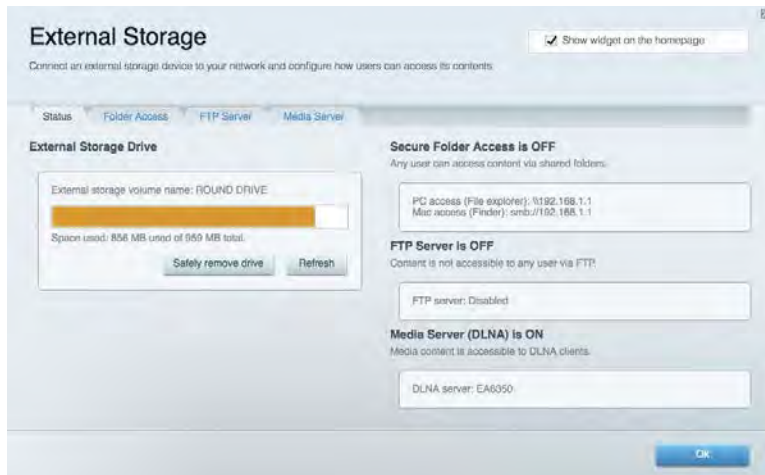 External Storage
Show widget on the homepage
Connect an external storage device to your network and configure how users can access its contents.
Status Folder Access FTP Server Media Server
External Storage Drive
External storage volume name: ROUND DRIVE
Space used: 858 MB used of 959 MB total.
Safely remove drive Refresh
Secure Folder Access is OFF
Any user can access content via shared folders.
PC access (File explorer): \\192.168.1.1
Mac access (Finder): smb://192.168.1.1
FTP Server is OFF
Content is not accessible to any user via FTP.
FTP server: Disabled
Media Server (DLNA) is ON
Media content is accessible to DLNA clients.
DLNA server: EA6350
Ok